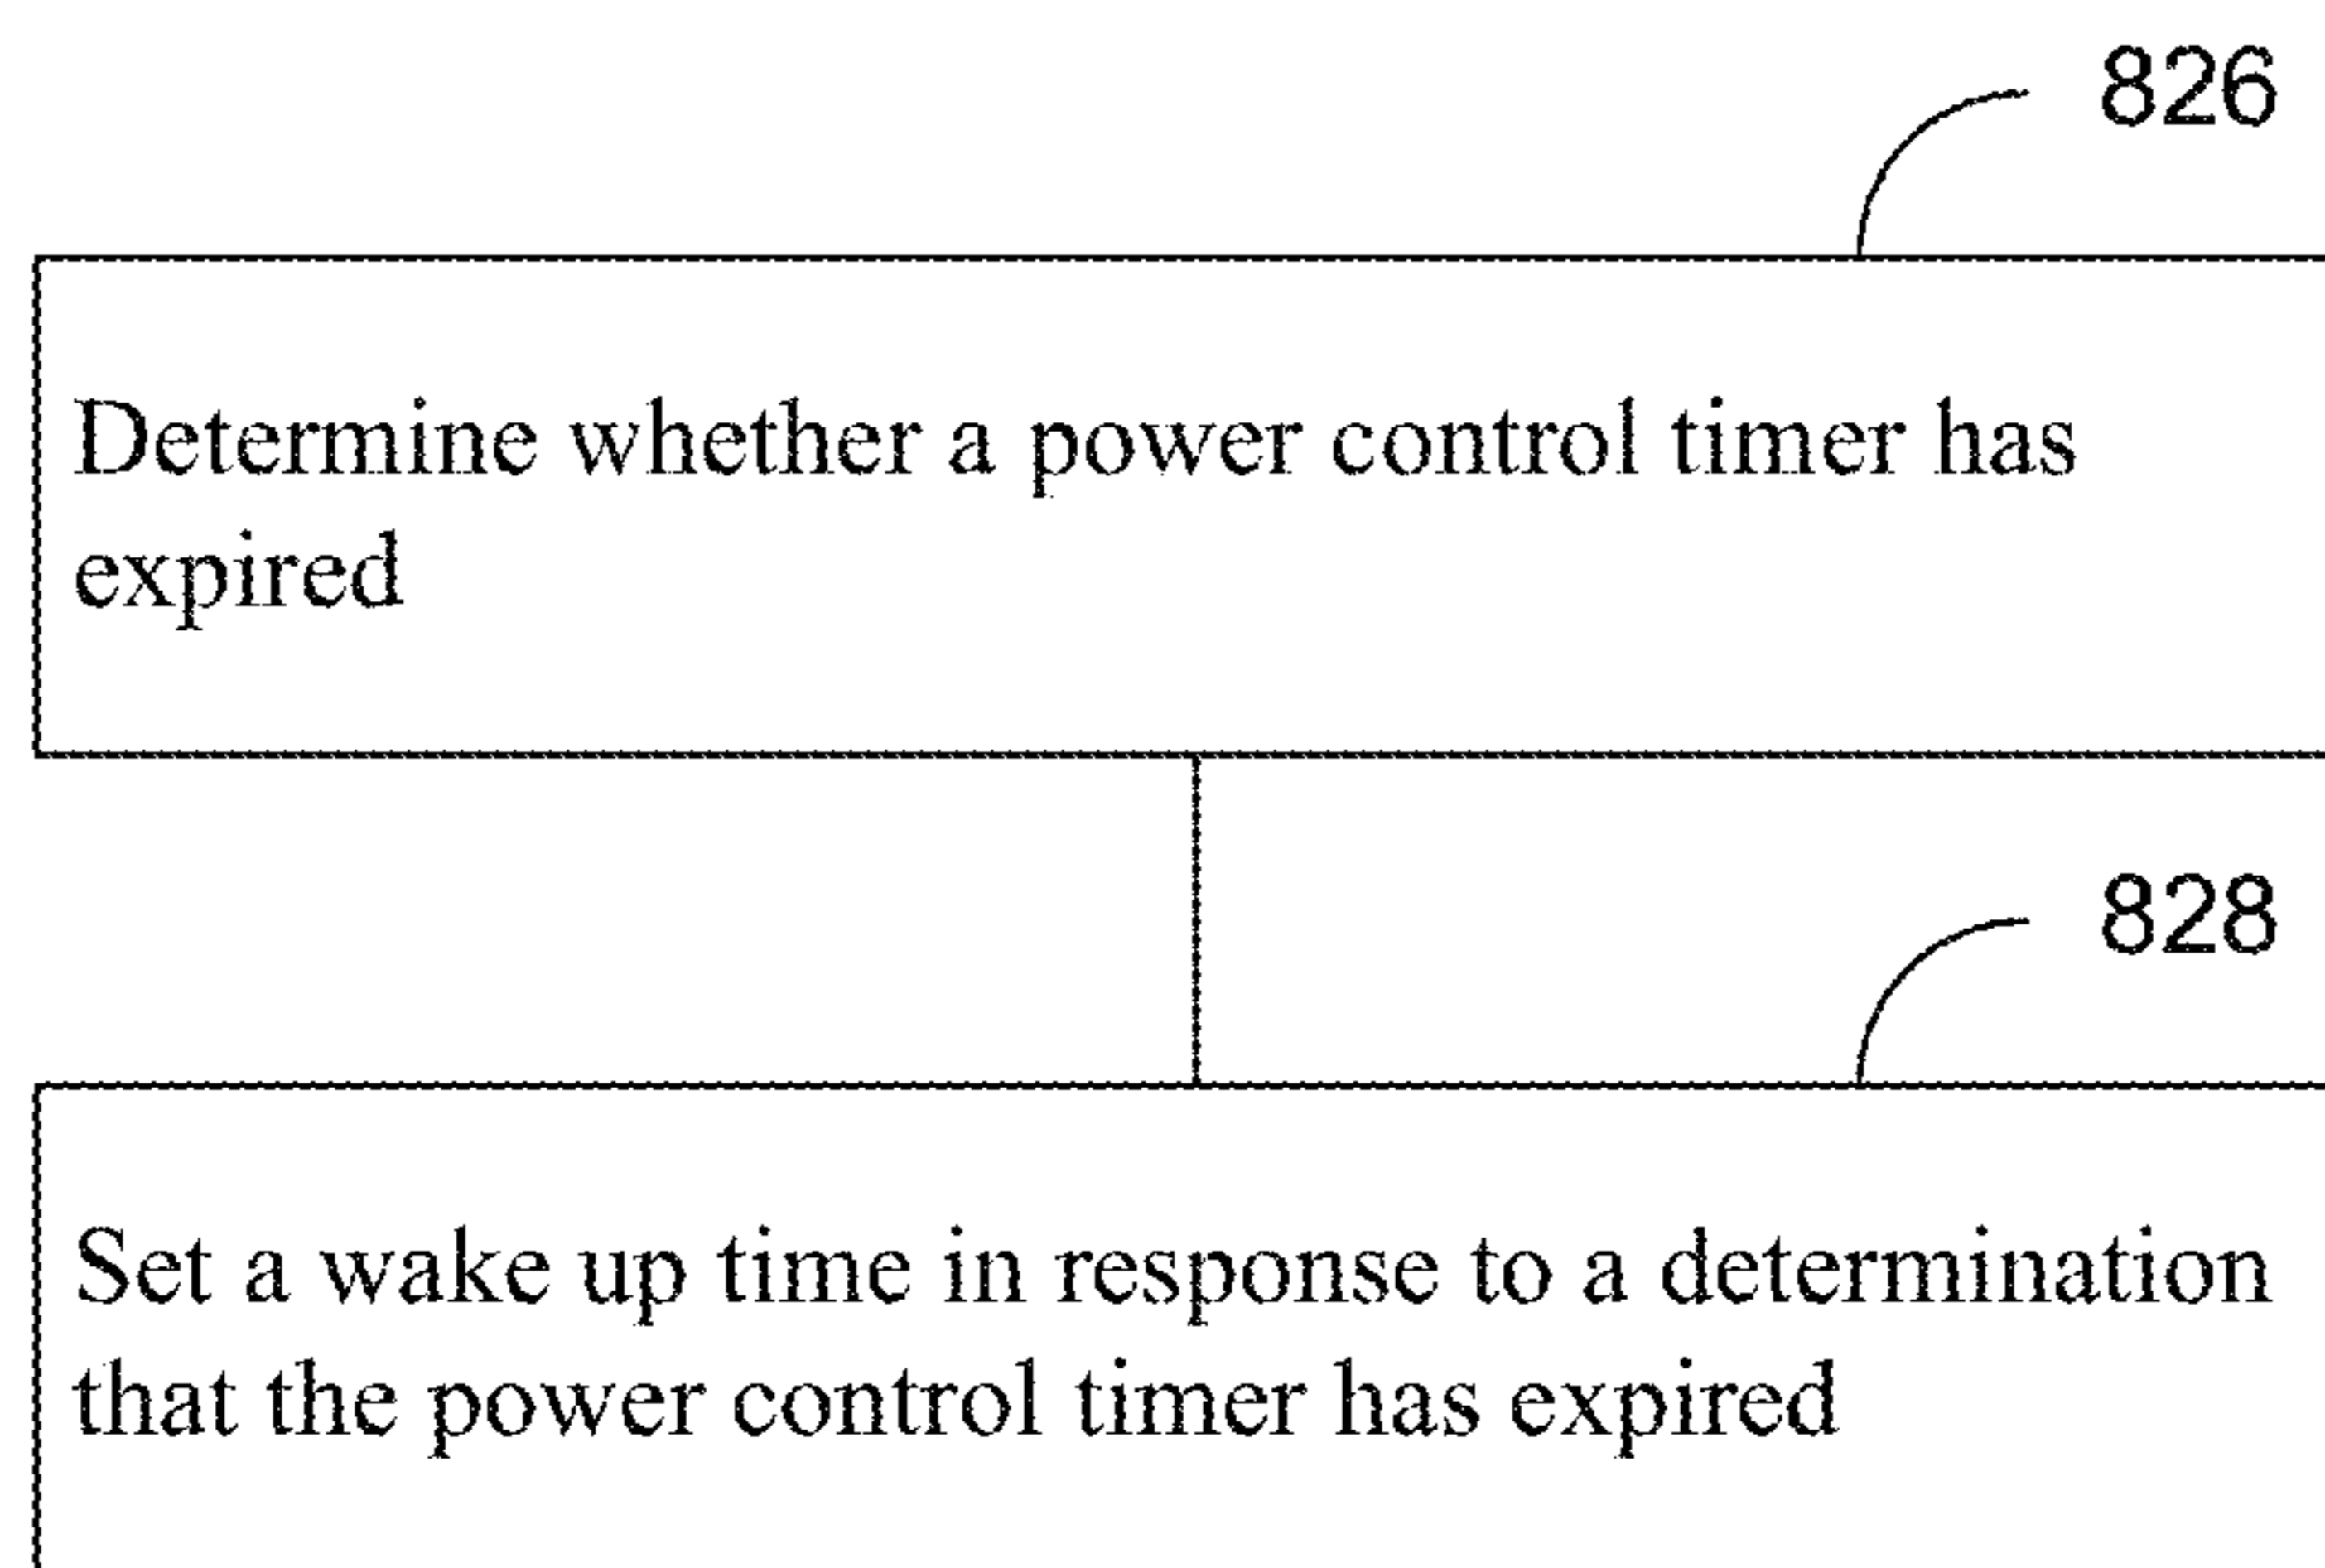 826
Determine whether a power control timer has
expired
828
Set a wake up time in response to a determination
that the power control timer has expired